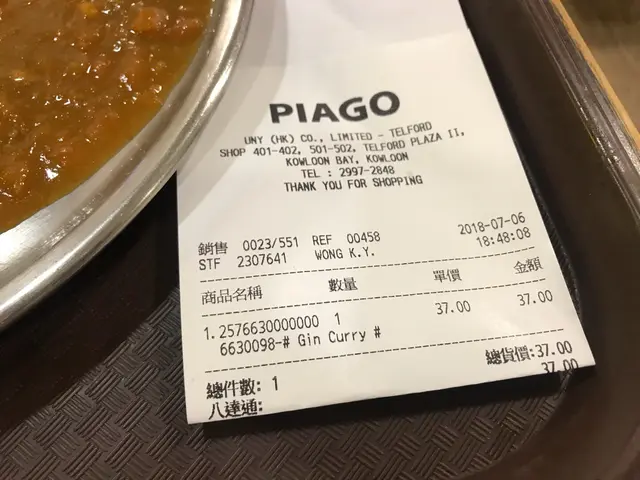 PIAGO
UNY (HK) CO., LIMITED - TELFORD
SHOP 401-402, 501-502, TELFORD PLAZA II,
KOWLOON BAY, KOWLOON
TEL : 2997-2848
THANK YOU FOR SHOPPING
銷售 0023/551 REF 00458 2018-07-06
STF 2307641 WONG K.Y. 18:48:08
商品名稱 數量 單價 金額
1. 2576630000000 1 37.00 37.00
6630098-# Gin Curry #
總貨價:37.00
總件數: 1 37.00
八達通: